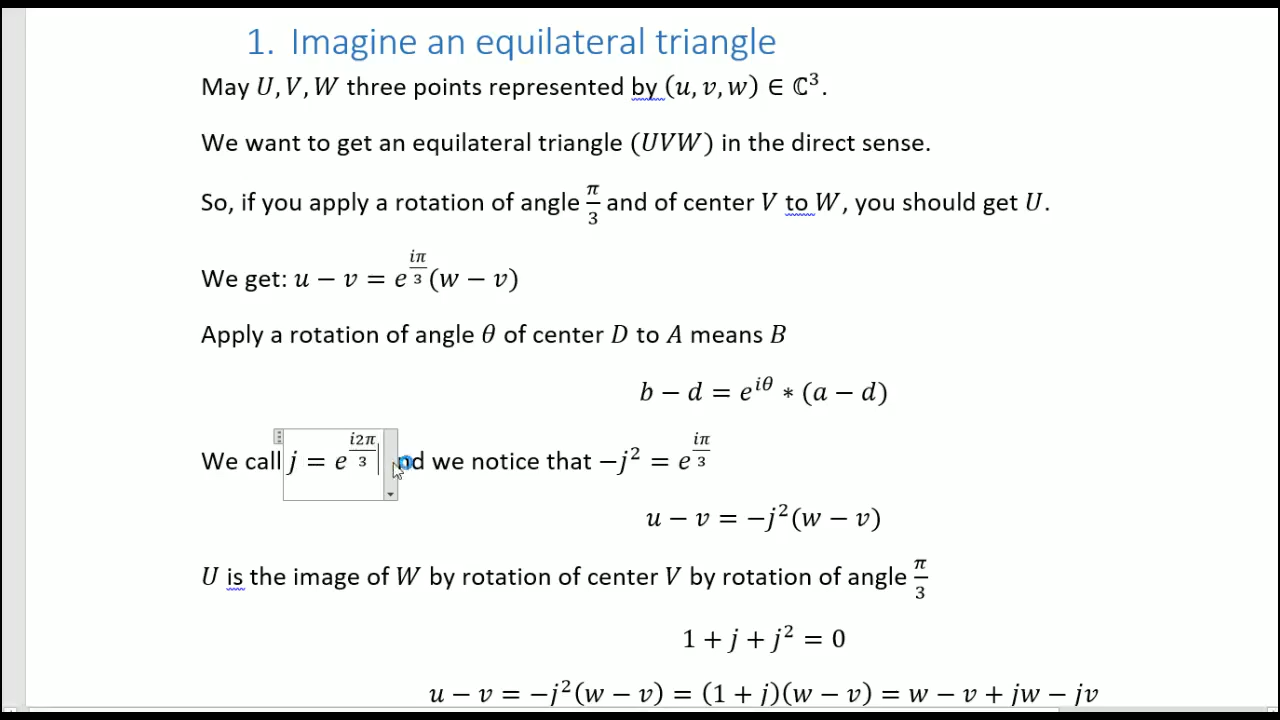 1. Imagine an equilateral triangle
May U, V, W three points represented by (u, v, w) ∈ ℂ³.
We want to get an equilateral triangle (UVW) in the direct sense.
So, if you apply a rotation of angle π/3 and of center V to W, you should get U.
We get: u − v = e^(iπ/3)(w − v)
Apply a rotation of angle θ of center D to A means B
b − d = e^(iθ) ∗ (a − d)
We call j = e^(i2π/3) nd we notice that −j² = e^(iπ/3)
u − v = −j²(w − v)
U is the image of W by rotation of center V by rotation of angle π/3
1 + j + j² = 0
u − v = −j²(w − v) = (1 + j)(w − v) = w − v + jw − jv